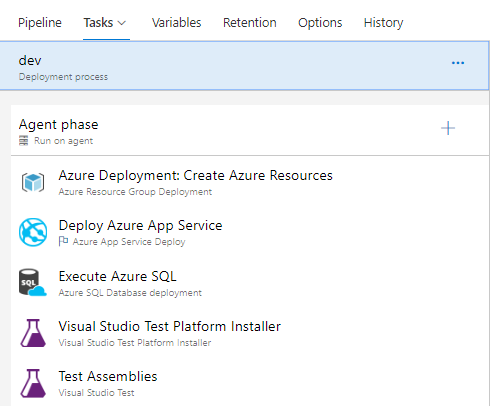 Pipeline Tasks Variables Retention Options History
dev
Deployment process
Agent phase
Run on agent
Azure Deployment: Create Azure Resources
Azure Resource Group Deployment
Deploy Azure App Service
Azure App Service Deploy
Execute Azure SQL
SQL
Azure SQL Database deployment
Visual Studio Test Platform Installer
Visual Studio Test Platform Installer
Test Assemblies
Visual Studio Test